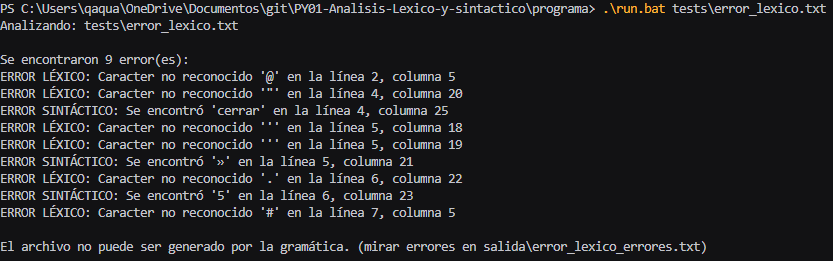 PS C:\Users\qaqua\OneDrive\Documentos\git\PY01-Analisis-Lexico-y-sintactico\programa> .\run.bat tests\error_lexico.txt
Analizando: tests\error_lexico.txt
Se encontraron 9 error(es):
ERROR LÉXICO: Caracter no reconocido '@' en la línea 2, columna 5
ERROR LÉXICO: Caracter no reconocido '"' en la línea 4, columna 20
ERROR SINTÁCTICO: Se encontró 'cerrar' en la línea 4, columna 25
ERROR LÉXICO: Caracter no reconocido ''' en la línea 5, columna 18
ERROR LÉXICO: Caracter no reconocido ''' en la línea 5, columna 19
ERROR SINTÁCTICO: Se encontró '»' en la línea 5, columna 21
ERROR LÉXICO: Caracter no reconocido '.' en la línea 6, columna 22
ERROR SINTÁCTICO: Se encontró '5' en la línea 6, columna 23
ERROR LÉXICO: Caracter no reconocido '#' en la línea 7, columna 5
El archivo no puede ser generado por la gramática. (mirar errores en salida\error_lexico_errores.txt)